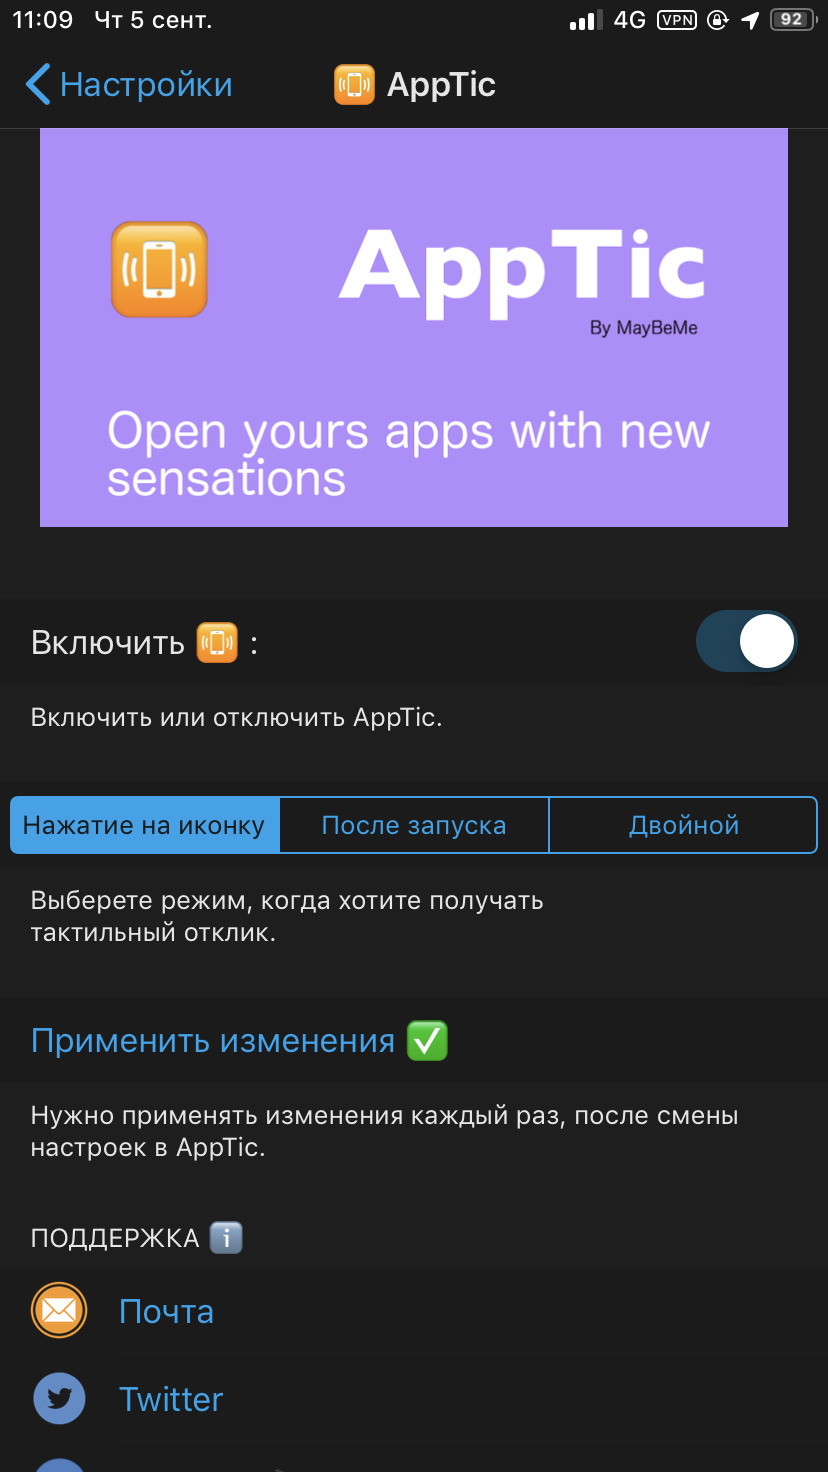 11:09 Чт 5 сент. 4G VPN 92
Настройки AppTic
AppTic
By MayBeMe
Open yours apps with new
sensations
Включить :
Включить или отключить AppTic.
Нажатие на иконку После запуска Двойной
Выберете режим, когда хотите получать
тактильный отклик.
Применить изменения
Нужно применять изменения каждый раз, после смены
настроек в AppTic.
ПОДДЕРЖКА
Почта
Twitter